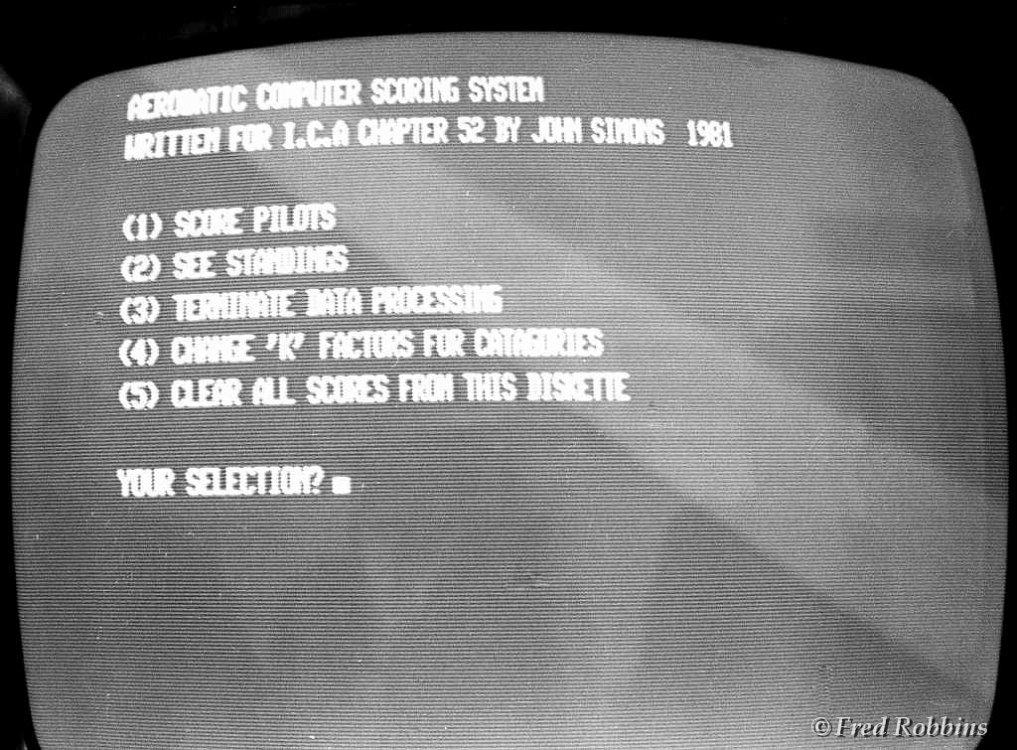 AEROBATIC COMPUTER SCORING SYSTEM
WRITTEN FOR I.C.A CHAPTER 52 BY JOHN SIMONS 1981
(1) SCORE PILOTS
(2) SEE STANDINGS
(3) TERMINATE DATA PROCESSING
(4) CHANGE 'K' FACTORS FOR CATAGORIES
(5) CLEAR ALL SCORES FROM THIS DISKETTE
YOUR SELECTION?
© Fred Robbins